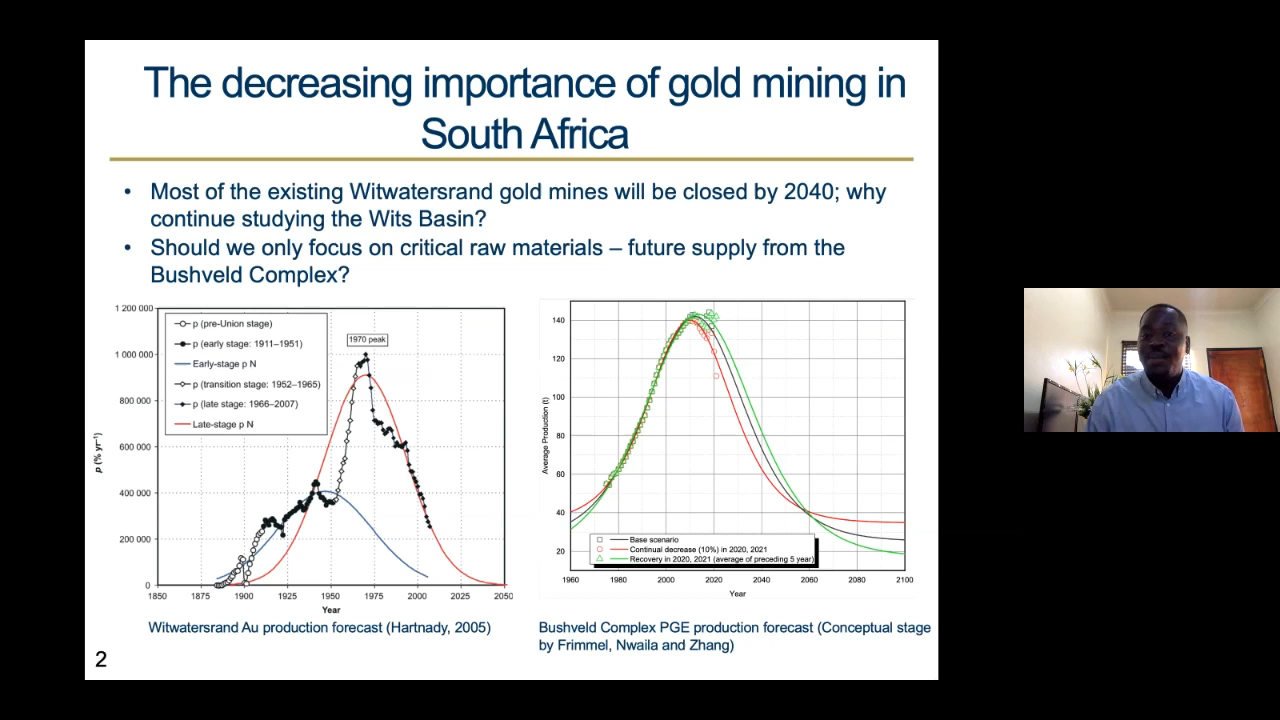 The decreasing importance of gold mining in
South Africa
• Most of the existing Witwatersrand gold mines will be closed by 2040; why
continue studying the Wits Basin?
• Should we only focus on critical raw materials – future supply from the
Bushveld Complex?
1 200 000
1 000 000
800 000
600 000
400 000
200 000
0
p (% yr⁻¹)
p (pre-Union stage)
p (early stage: 1911–1951)
Early-stage p N
p (transition stage: 1952–1965)
p (late stage: 1966–2007)
Late-stage p N
1970 peak
1850 1875 1900 1925 1950 1975 2000 2025 2050
Year
Witwatersrand Au production forecast (Hartnady, 2005)
140
120
100
80
60
40
20
Average Production (t)
Base scenario
Continual decrease (10%) in 2020, 2021
Recovery in 2020, 2021 (average of preceding 5 year)
1960 1980 2000 2020 2040 2060 2080 2100
Year
Bushveld Complex PGE production forecast (Conceptual stage
by Frimmel, Nwaila and Zhang)
2